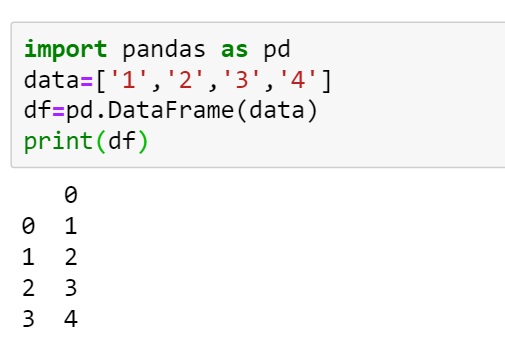 import pandas as pd
data=['1','2','3','4']
df=pd.DataFrame(data)
print(df)
   0
0  1
1  2
2  3
3  4